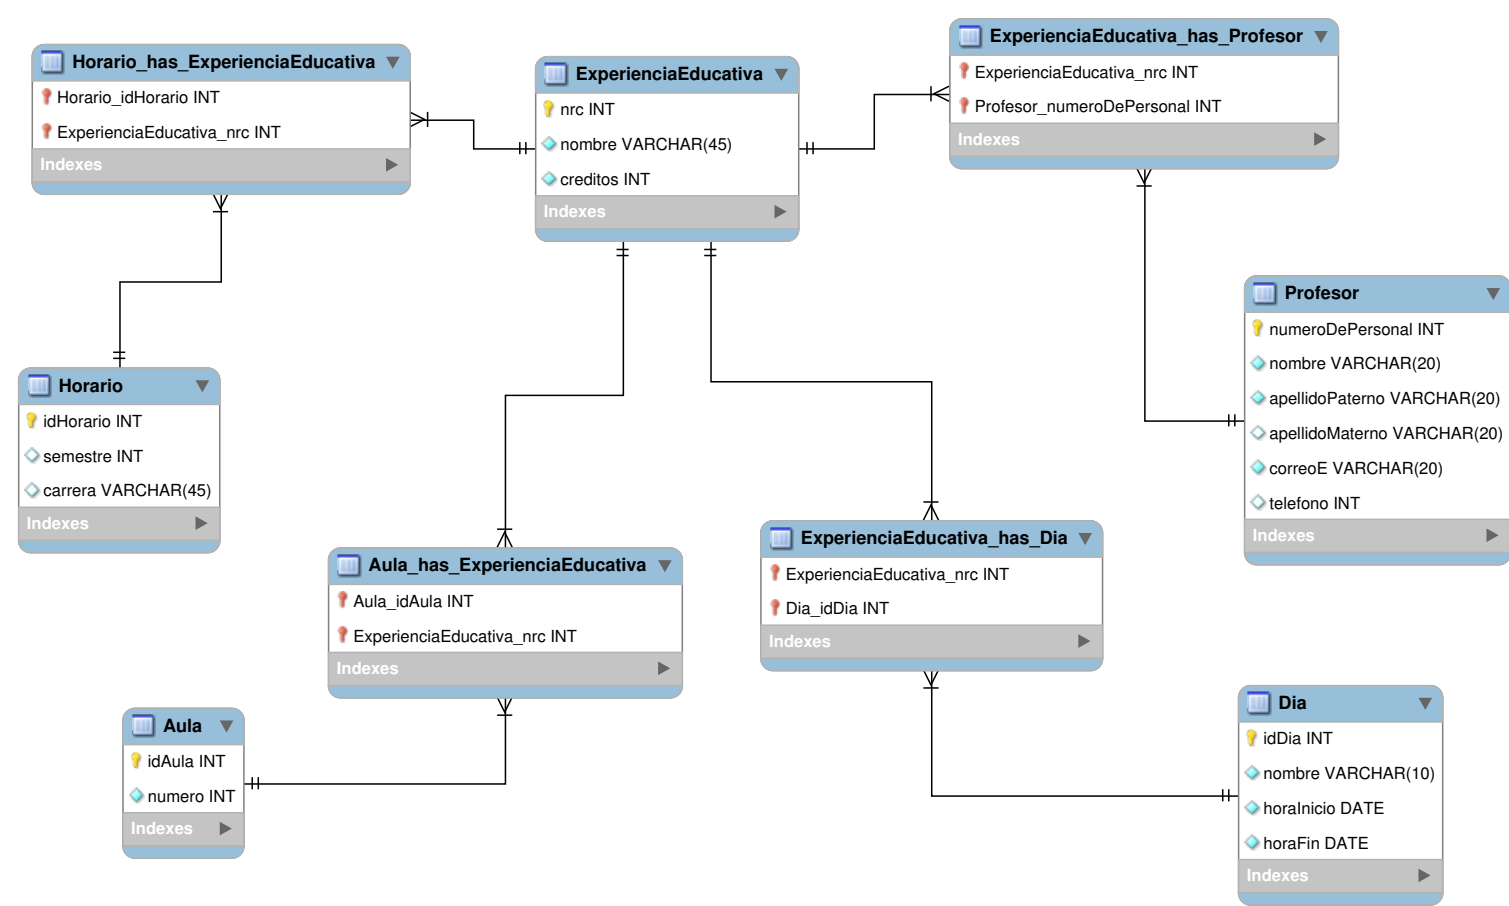 Horario_has_ExperienciaEducativa
Horario_idHorario INT
ExperienciaEducativa_nrc INT
Indexes
ExperienciaEducativa
nrc INT
nombre VARCHAR(45)
creditos INT
Indexes
ExperienciaEducativa_has_Profesor
ExperienciaEducativa_nrc INT
Profesor_numeroDePersonal INT
Indexes
Profesor
numeroDePersonal INT
nombre VARCHAR(20)
apellidoPaterno VARCHAR(20)
apellidoMaterno VARCHAR(20)
correoE VARCHAR(20)
telefono INT
Indexes
Horario
idHorario INT
semestre INT
carrera VARCHAR(45)
Indexes
Aula_has_ExperienciaEducativa
Aula_idAula INT
ExperienciaEducativa_nrc INT
Indexes
ExperienciaEducativa_has_Dia
ExperienciaEducativa_nrc INT
Dia_idDia INT
Indexes
Aula
idAula INT
numero INT
Indexes
Dia
idDia INT
nombre VARCHAR(10)
horaInicio DATE
horaFin DATE
Indexes